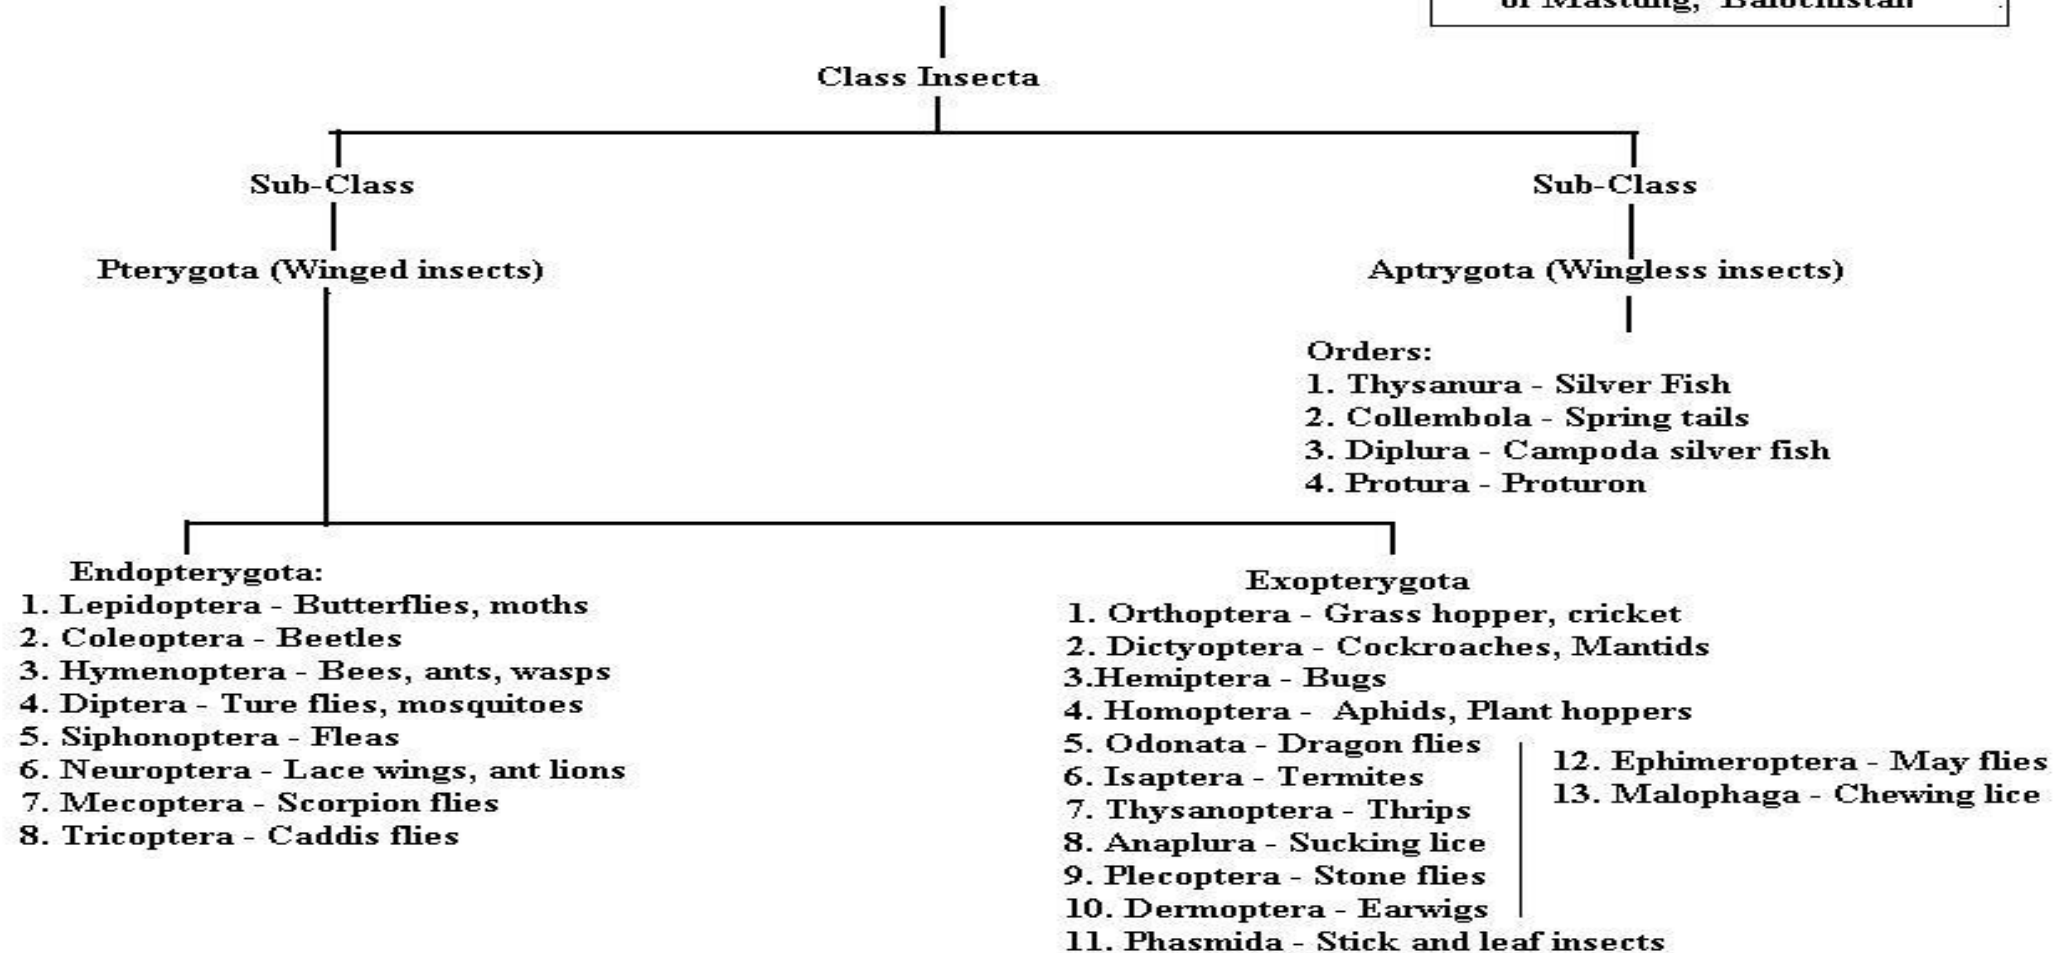 of Mastung, Balochistan
Class Insecta
Sub-Class
Sub-Class
Pterygota (Winged insects)
Aptrygota (Wingless insects)
Orders:
1. Thysanura - Silver Fish
2. Collembola - Spring tails
3. Diplura - Campoda silver fish
4. Protura - Proturon
Endopterygota:
1. Lepidoptera - Butterflies, moths
2. Coleoptera - Beetles
3. Hymenoptera - Bees, ants, wasps
4. Diptera - Ture flies, mosquitoes
5. Siphonoptera - Fleas
6. Neuroptera - Lace wings, ant lions
7. Mecoptera - Scorpion flies
8. Tricoptera - Caddis flies
Exopterygota
1. Orthoptera - Grass hopper, cricket
2. Dictyoptera - Cockroaches, Mantids
3.Hemiptera - Bugs
4. Homoptera - Aphids, Plant hoppers
5. Odonata - Dragon flies
6. Isaptera - Termites
7. Thysanoptera - Thrips
8. Anaplura - Sucking lice
9. Plecoptera - Stone flies
10. Dermoptera - Earwigs
11. Phasmida - Stick and leaf insects
12. Ephimeroptera - May flies
13. Malophaga - Chewing lice